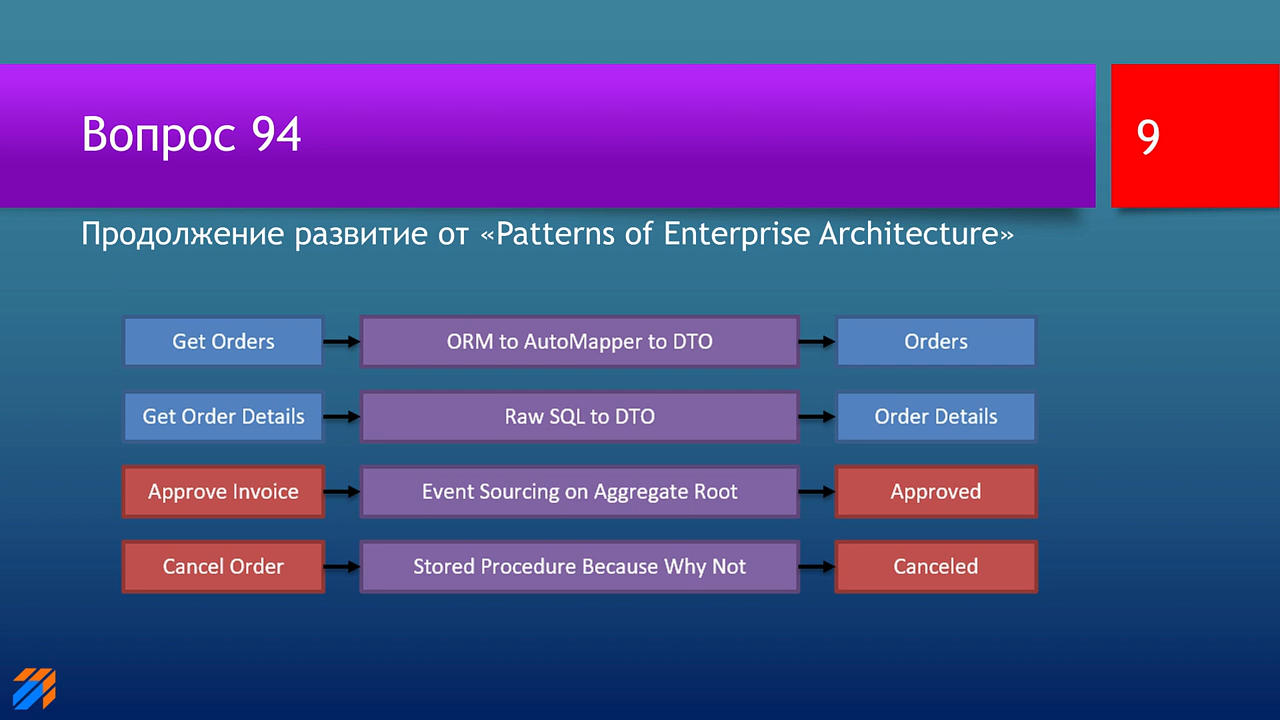 Вопрос 94
9
Продолжение развитие от «Patterns of Enterprise Architecture»
Get Orders
ORM to AutoMapper to DTO
Orders
Get Order Details
Raw SQL to DTO
Order Details
Approve Invoice
Event Sourcing on Aggregate Root
Approved
Cancel Order
Stored Procedure Because Why Not
Canceled